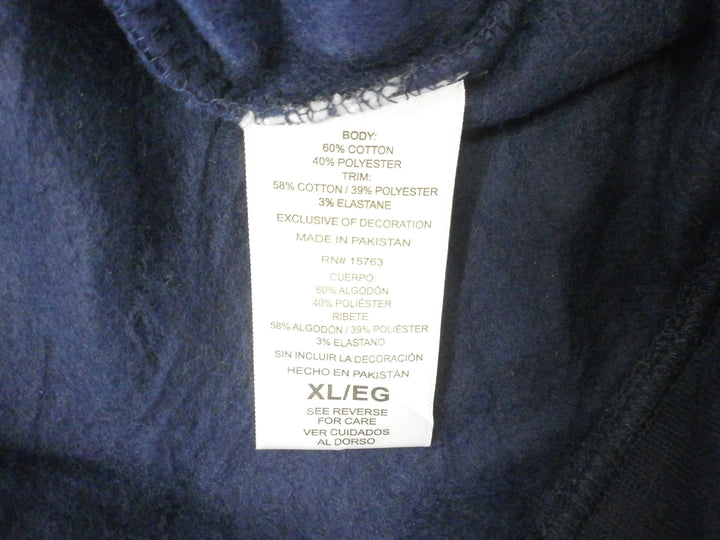 BODY:
60% COTTON
40% POLYESTER
TRIM:
58% COTTON / 39% POLYESTER
3% ELASTANE
EXCLUSIVE OF DECORATION
MADE IN PAKISTAN
RN# 15763
CUERPO:
60% ALGODÓN
40% POLIÉSTER
RIBETE:
58% ALGODÓN / 39% POLIÉSTER
3% ELASTANO
SIN INCLUIR LA DECORACIÓN
HECHO EN PAKISTÁN
XL/EG
SEE REVERSE
FOR CARE
VER CUIDADOS
AL DORSO